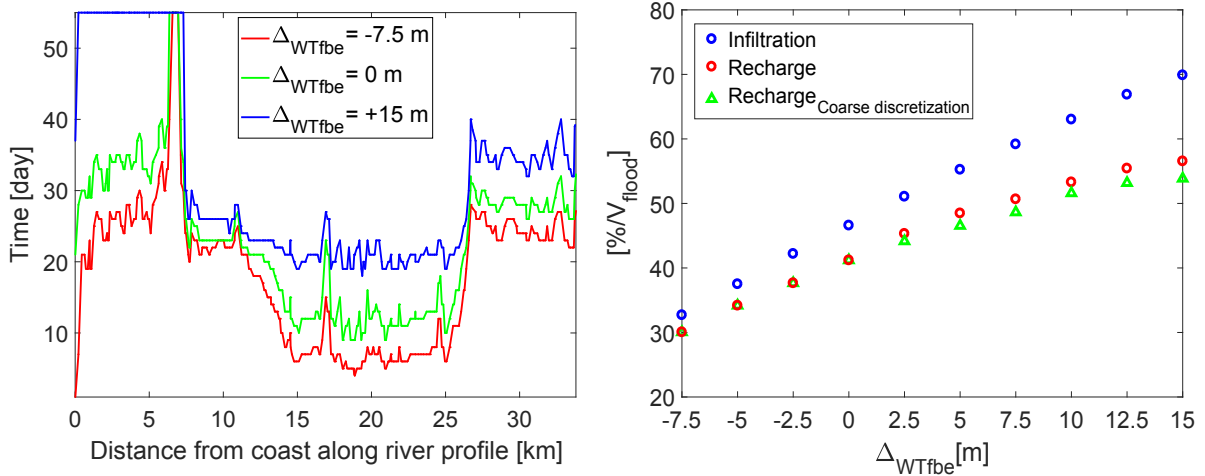 Time [day]
50
40
30
20
10
Δ_WTfbe = -7.5 m
Δ_WTfbe = 0 m
Δ_WTfbe = +15 m
0 5 10 15 20 25 30
Distance from coast along river profile [km]
[%/V_flood]
80
70
60
50
40
30
20
Infiltration
Recharge
Recharge_Coarse discretization
-7.5 -5 -2.5 0 2.5 5 7.5 10 12.5 15
Δ_WTfbe[m]